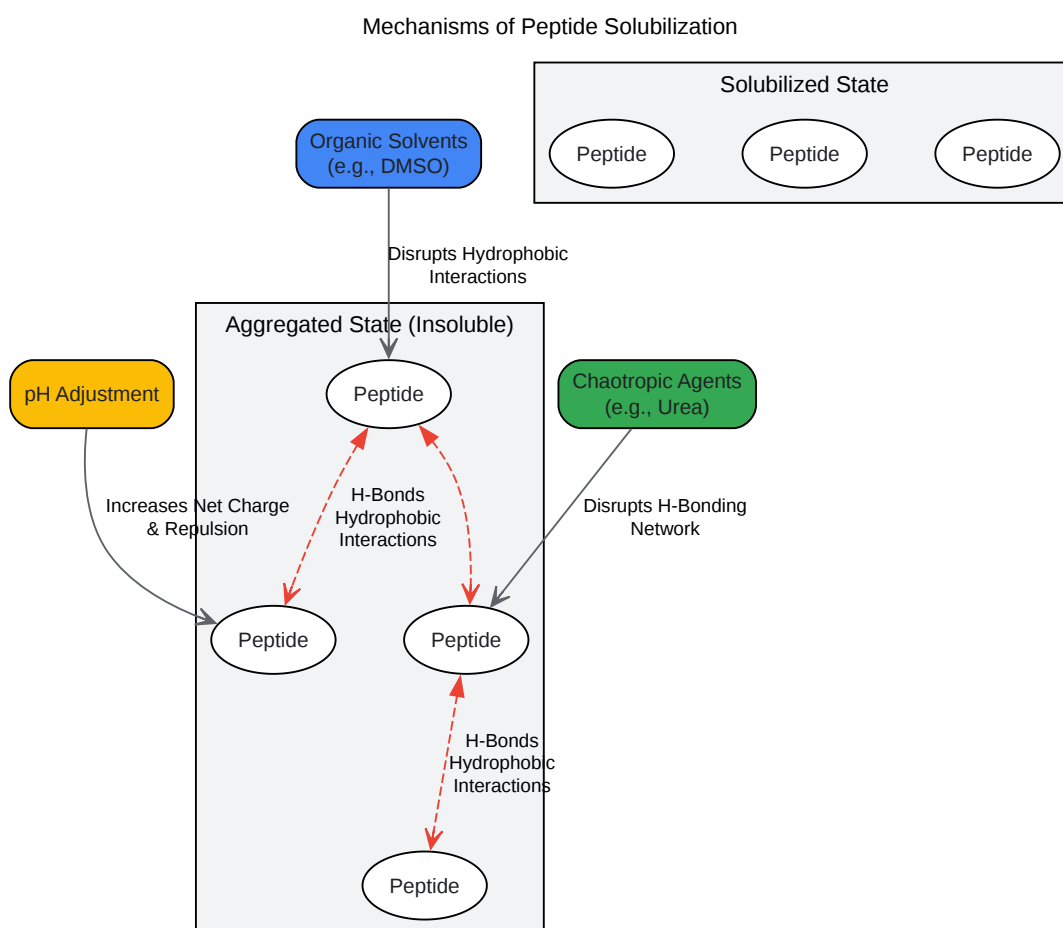 Mechanisms of Peptide Solubilization
Solubilized State
Peptide
Peptide
Peptide
Organic Solvents
(e.g., DMSO)
Disrupts Hydrophobic
Interactions
Aggregated State (Insoluble)
Peptide
pH Adjustment
Chaotropic Agents
(e.g., Urea)
Increases Net Charge
& Repulsion
H-Bonds
Hydrophobic
Interactions
Disrupts H-Bonding
Network
Peptide
Peptide
H-Bonds
Hydrophobic
Interactions
Peptide